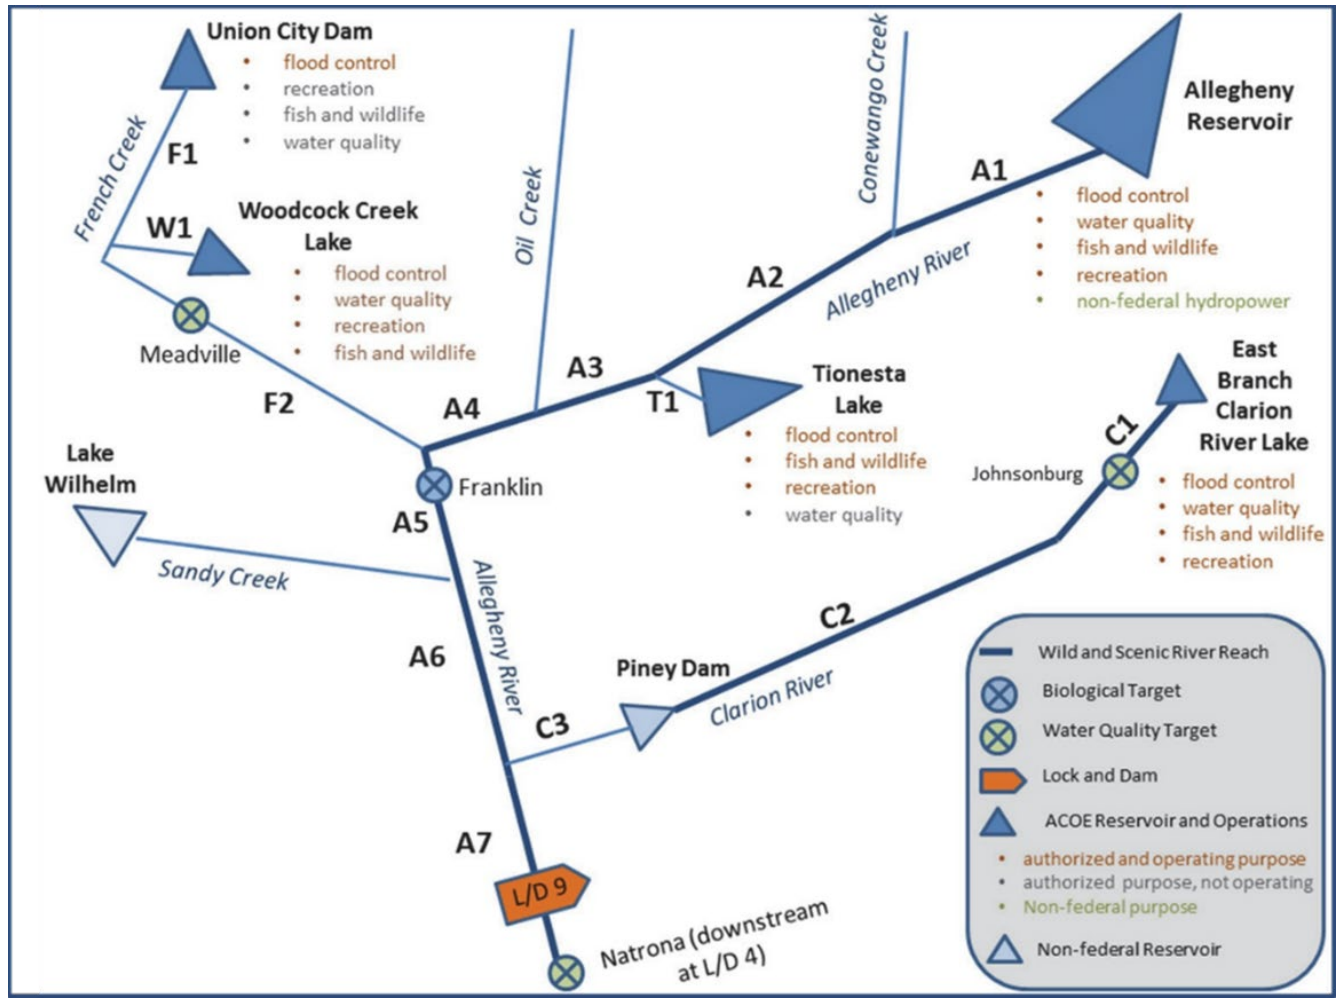 Union City Dam
• flood control
• recreation
• fish and wildlife
• water quality
French Creek
F1
W1
Woodcock Creek
Lake
• flood control
• water quality
• recreation
• fish and wildlife
Meadville
F2
Oil Creek
Conewango Creek
A1
Allegheny
Reservoir
• flood control
• water quality
• fish and wildlife
• recreation
• non-federal hydropower
A2
Allegheny River
A3
A4
T1
Tionesta
Lake
• flood control
• fish and wildlife
• recreation
• water quality
East
Branch
Clarion
River Lake
• flood control
• water quality
• fish and wildlife
• recreation
C1
Johnsonburg
Lake
Wilhelm
Sandy Creek
Franklin
A5
Allegheny River
A6
Piney Dam
C2
Clarion River
C3
A7
L/D 9
Natrona (downstream
at L/D 4)
Wild and Scenic River Reach
Biological Target
Water Quality Target
Lock and Dam
ACOE Reservoir and Operations
• authorized and operating purpose
• authorized purpose, not operating
• Non-federal purpose
Non-federal Reservoir